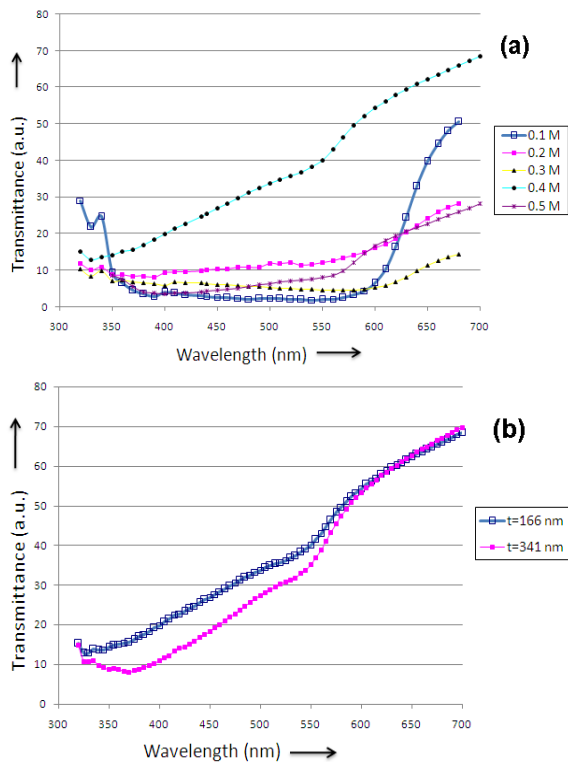 (a)
Transmittance (a.u.)
80
70
60
50
40
30
20
10
0
300 350 400 450 500 550 600 650 700
Wavelength (nm)
0.1 M
0.2 M
0.3 M
0.4 M
0.5 M
(b)
Transmittance (a.u.)
80
70
60
50
40
30
20
10
0
300 350 400 450 500 550 600 650 700
Wavelength (nm)
t=166 nm
t=341 nm